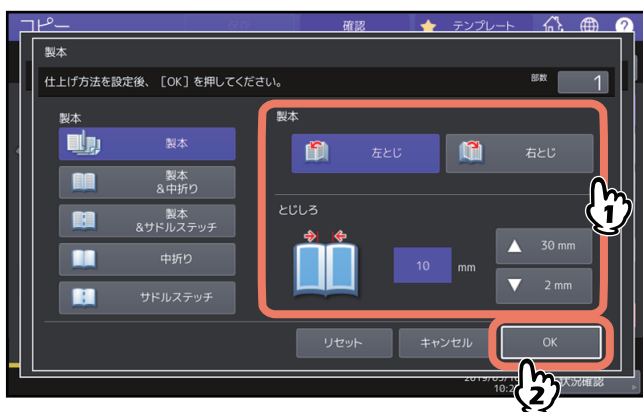 コピー
確認
テンプレート
?
製本
仕上げ方法を設定後、［OK］を押してください。
部数
1
製本
製本
製本
&中折り
製本
&サドルステッチ
中折り
サドルステッチ
製本
左とじ
右とじ
とじしろ
10
mm
30 mm
2 mm
リセット
キャンセル
OK
1
2
状況確認